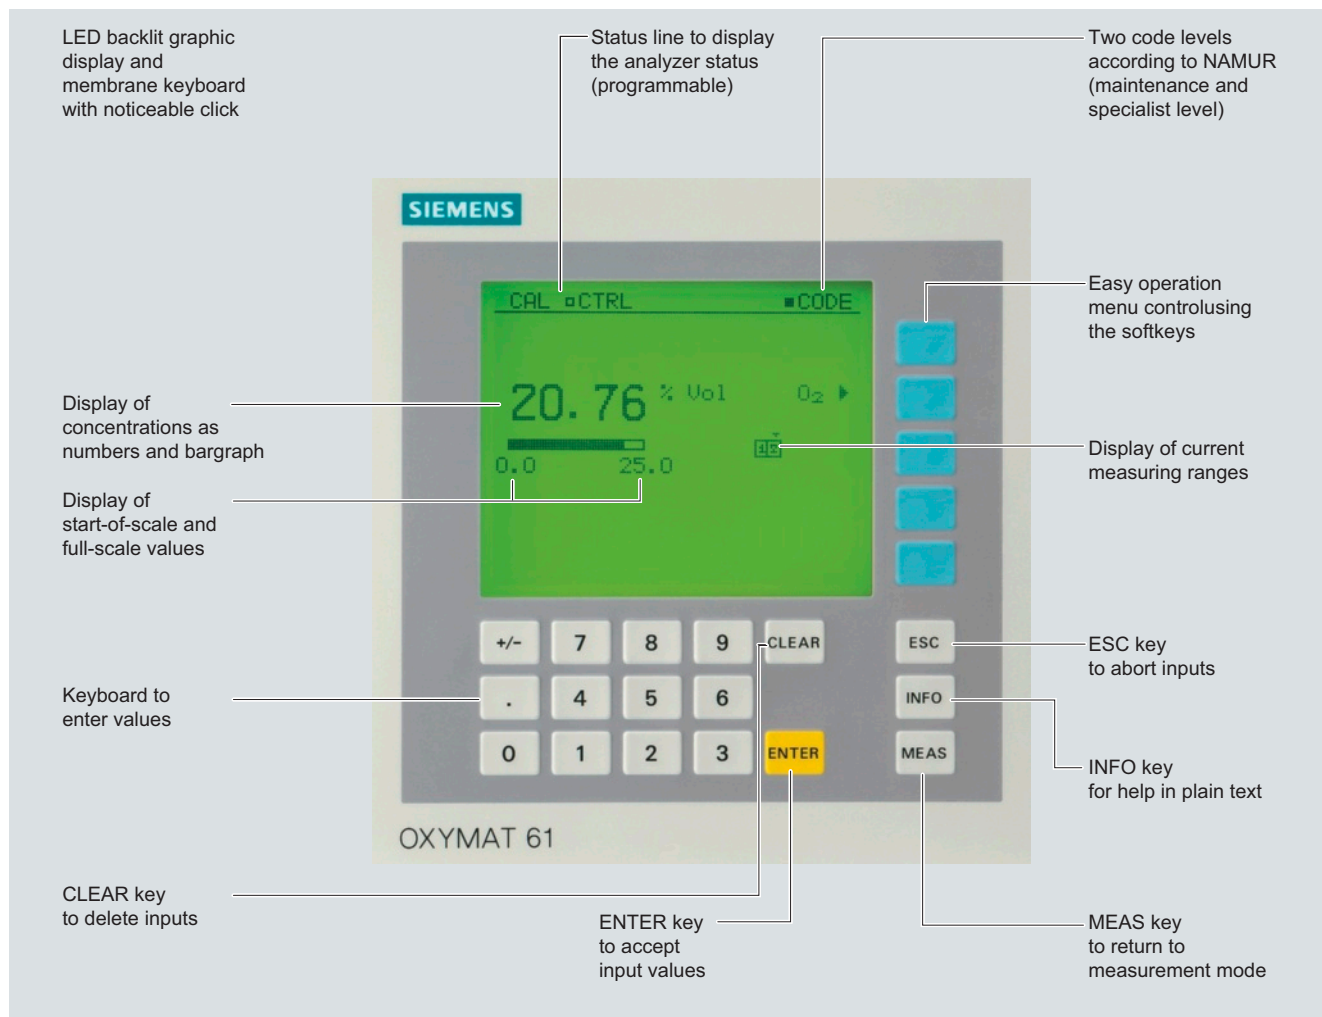 LED backlit graphic
display and
membrane keyboard
with noticeable click
Status line to display
the analyzer status
(programmable)
Two code levels
according to NAMUR
(maintenance and
specialist level)
SIEMENS
CAL CTRL CODE
20.76 % Vol O₂
1 2
0.0 25.0
Easy operation
menu controlusing
the softkeys
Display of
concentrations as
numbers and bargraph
Display of current
measuring ranges
Display of
start-of-scale and
full-scale values
+/- 7 8 9 CLEAR ESC
. 4 5 6 INFO
0 1 2 3 ENTER MEAS
ESC key
to abort inputs
Keyboard to
enter values
INFO key
for help in plain text
OXYMAT 61
CLEAR key
to delete inputs
ENTER key
to accept
input values
MEAS key
to return to
measurement mode